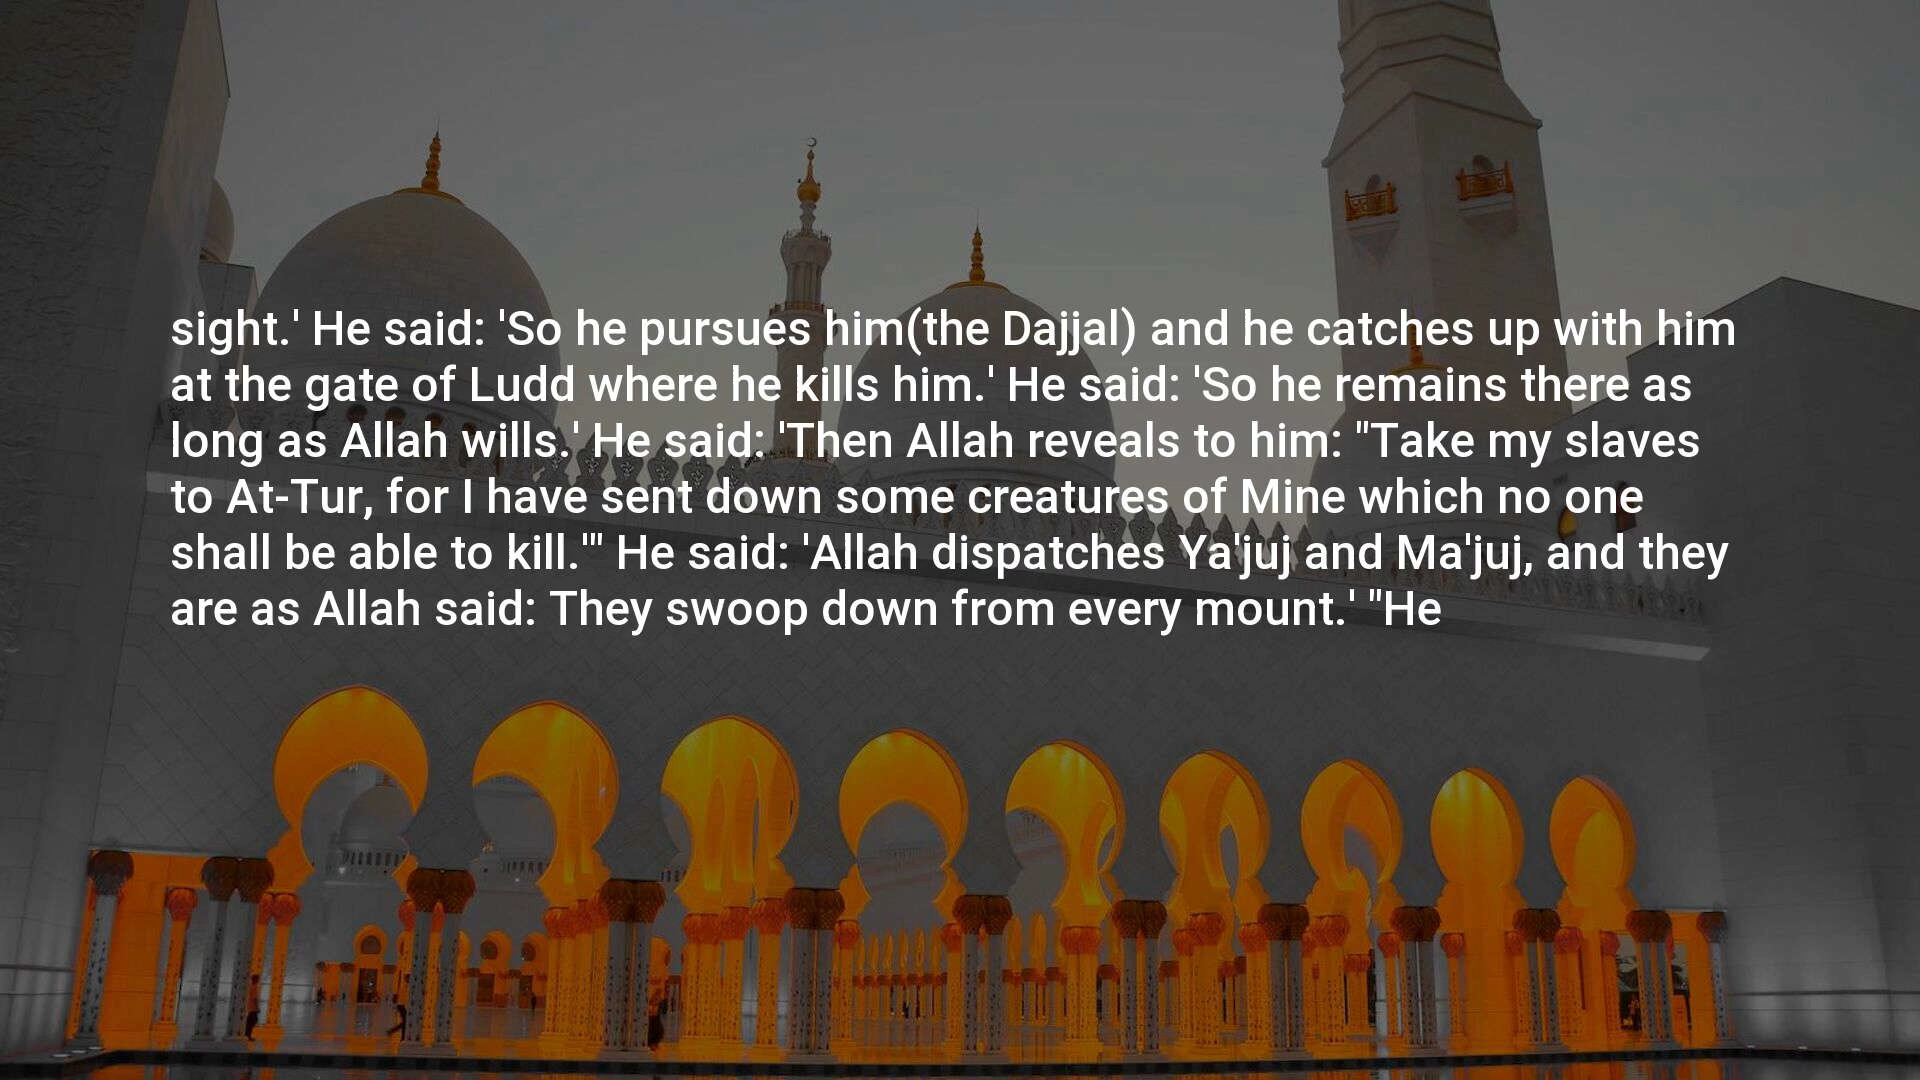 sight.' He said: 'So he pursues him(the Dajjal) and he catches up with him
at the gate of Ludd where he kills him.' He said: 'So he remains there as
long as Allah wills.' He said: 'Then Allah reveals to him: "Take my slaves
to At-Tur, for I have sent down some creatures of Mine which no one
shall be able to kill.'" He said: 'Allah dispatches Ya'juj and Ma'juj, and they
are as Allah said: They swoop down from every mount.' "He